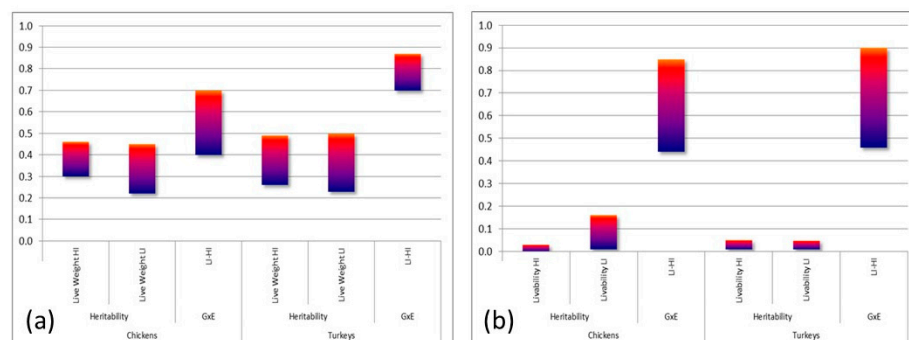 1.0
0.9
0.8
0.7
0.6
0.5
0.4
0.3
0.2
0.1
0.0
Live Weight HI
Live Weight LI
LI-HI
Live Weight HI
Live Weight LI
LI-HI
Heritability
GxE
Heritability
GxE
Chickens
Turkeys
(a)
1.0
0.9
0.8
0.7
0.6
0.5
0.4
0.3
0.2
0.1
0.0
Livability HI
Livability LI
LI-HI
Livability HI
Livability LI
LI-HI
Heritability
GxE
Heritability
GxE
Chickens
Turkeys
(b)